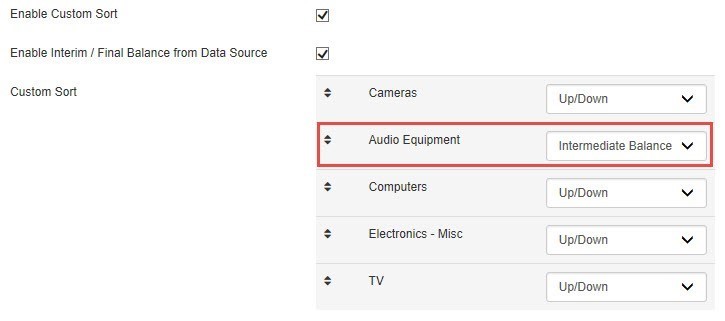 Enable Custom Sort
Enable Interim / Final Balance from Data Source
Custom Sort
Cameras Up/Down
Audio Equipment Intermediate Balance
Computers Up/Down
Electronics - Misc Up/Down
TV Up/Down